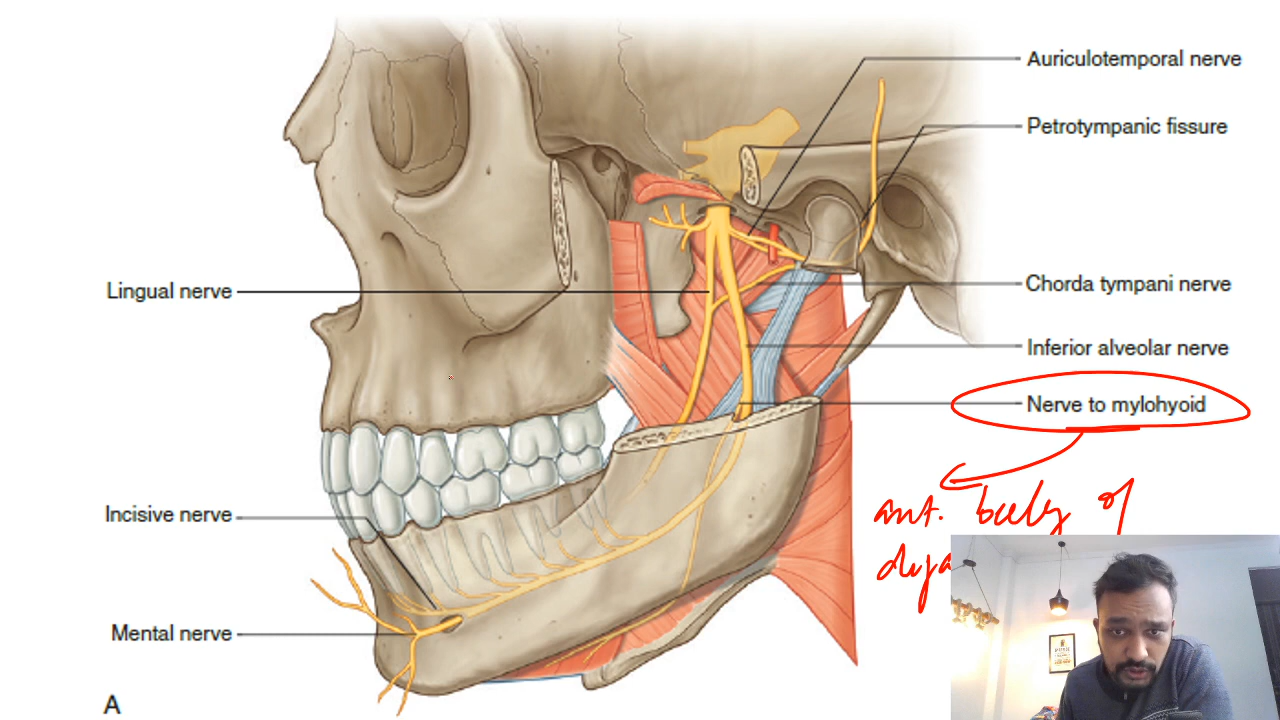 Auriculotemporal nerve
Petrotympanic fissure
Lingual nerve
Chorda tympani nerve
Inferior alveolar nerve
Nerve to mylohyoid
ant. belly of
Incisive nerve
Mental nerve
A